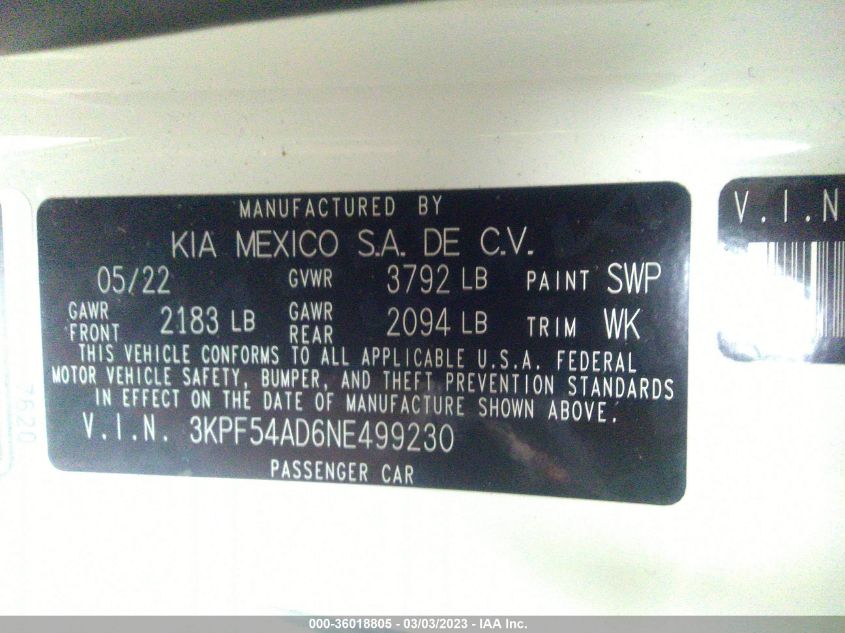 MANUFACTURED BY
KIA MEXICO S.A. DE C.V.
05/22 GVWR 3792 LB PAINT SWP
GAWR FRONT 2183 LB GAWR REAR 2094 LB TRIM WK
THIS VEHICLE CONFORMS TO ALL APPLICABLE U.S.A. FEDERAL
MOTOR VEHICLE SAFETY, BUMPER, AND THEFT PREVENTION STANDARDS
IN EFFECT ON THE DATE OF MANUFACTURE SHOWN ABOVE.
V.I.N. 3KPF54AD6NE499230
PASSENGER CAR
V.I.N
7620
000-36018805 - 03/03/2023 - IAA Inc.